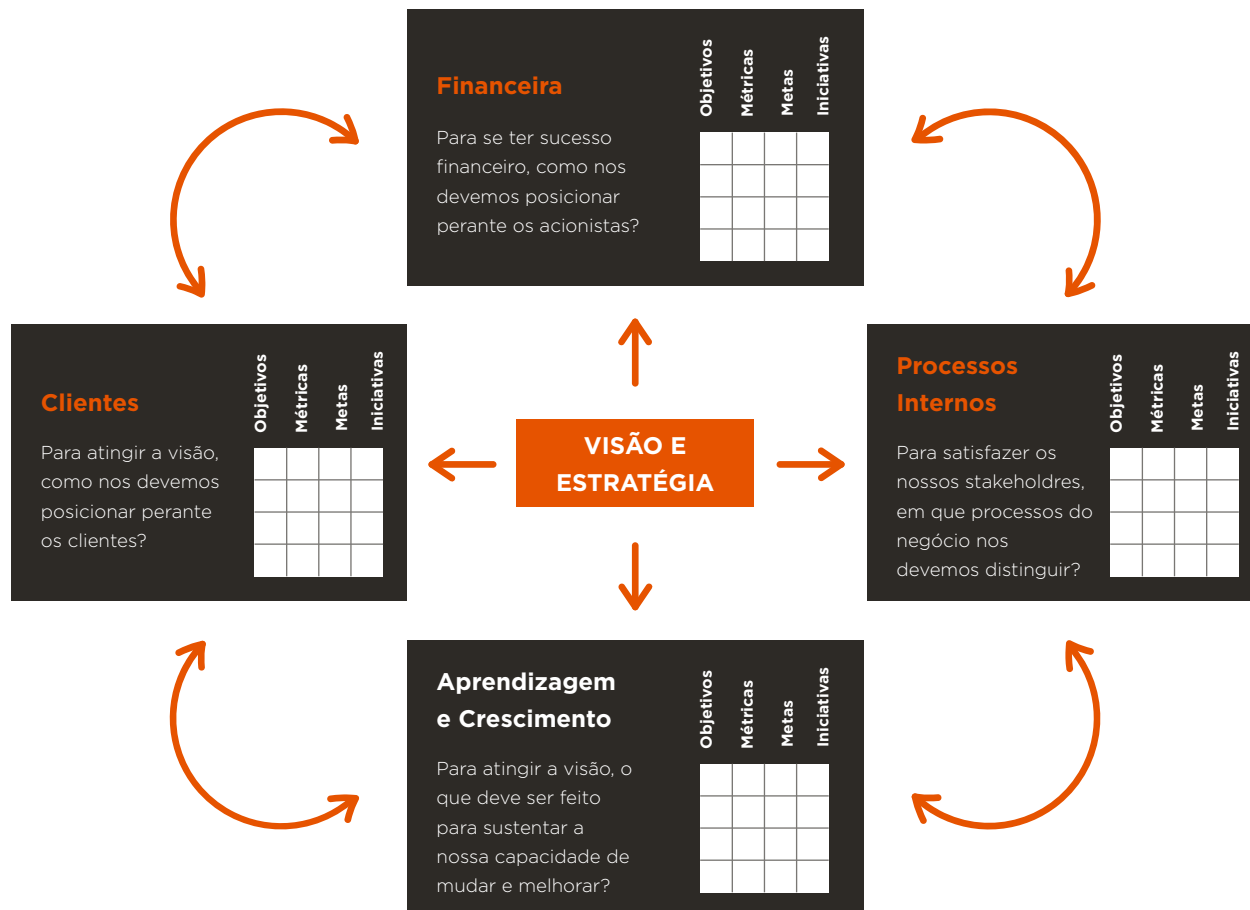 Financeira
Para se ter sucesso
financeiro, como nos
devemos posicionar
perante os acionistas?
Objetivos
Métricas
Metas
Iniciativas
Clientes
Para atingir a visão,
como nos devemos
posicionar perante
os clientes?
Objetivos
Métricas
Metas
Iniciativas
VISÃO E
ESTRATÉGIA
Processos
Internos
Para satisfazer os
nossos stakeholdres,
em que processos do
negócio nos
devemos distinguir?
Objetivos
Métricas
Metas
Iniciativas
Aprendizagem
e Crescimento
Para atingir a visão, o
que deve ser feito
para sustentar a
nossa capacidade de
mudar e melhorar?
Objetivos
Métricas
Metas
Iniciativas